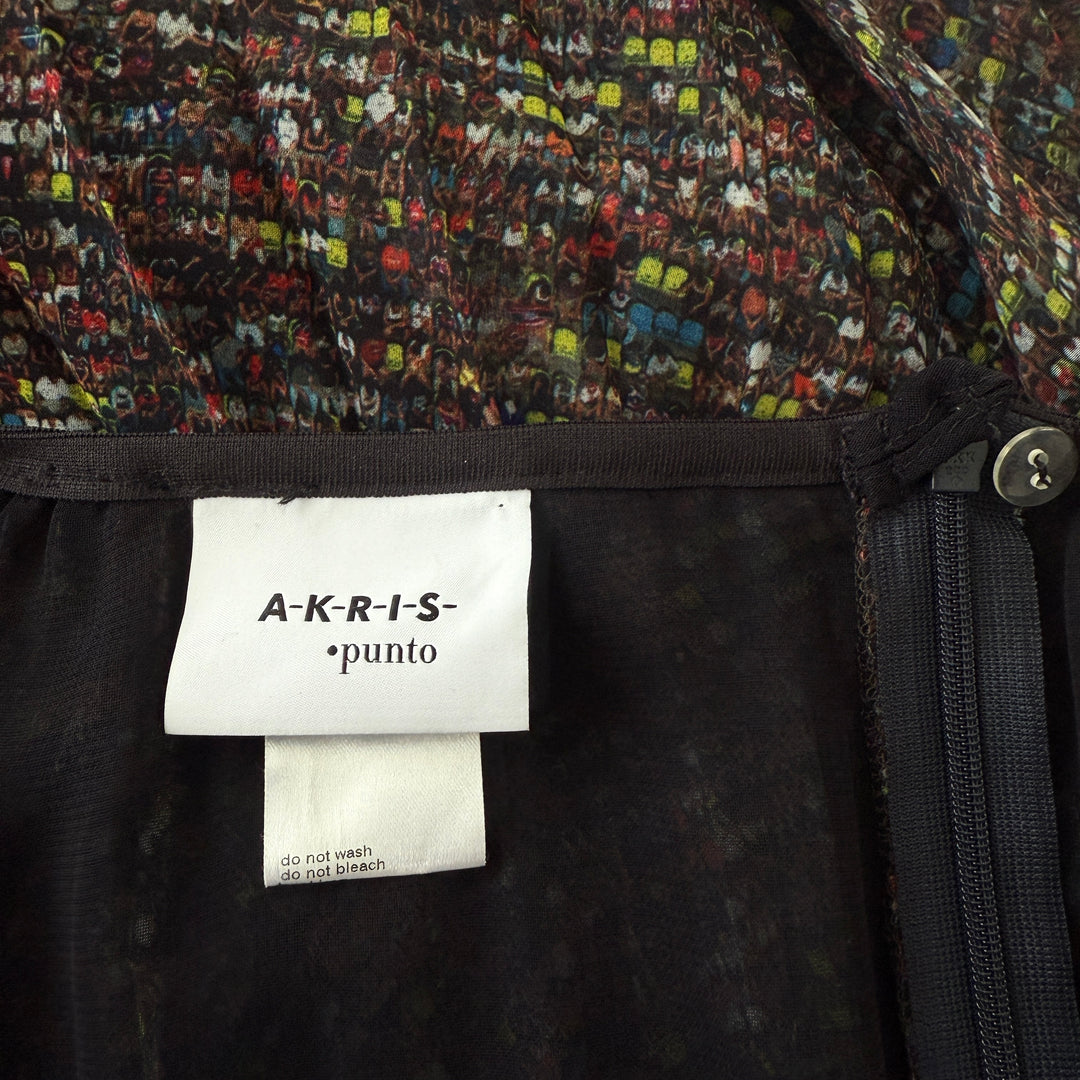 A-K-R-I-S-
•punto
do not wash
do not bleach